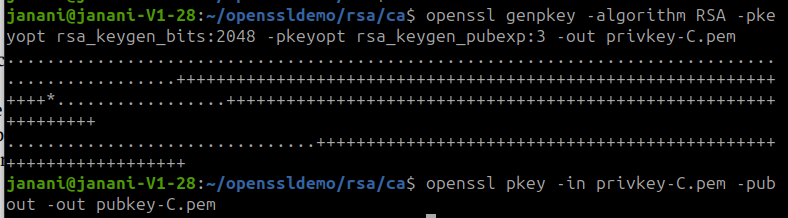 janani@janani-V1-28:~/openssldemo/rsa/ca$ openssl genpkey -algorithm RSA -pke
yopt rsa_keygen_bits:2048 -pkeyopt rsa_keygen_pubexp:3 -out privkey-C.pem
.............................................................................
.................++++++++++++++++++++++++++++++++++++++++++++++++++++++++++++
++++*.................+++++++++++++++++++++++++++++++++++++++++++++++++++++++
+++++++++
...............................++++++++++++++++++++++++++++++++++++++++++++++
++++++++++++++++++
janani@janani-V1-28:~/openssldemo/rsa/ca$ openssl pkey -in privkey-C.pem -pub
out -out pubkey-C.pem